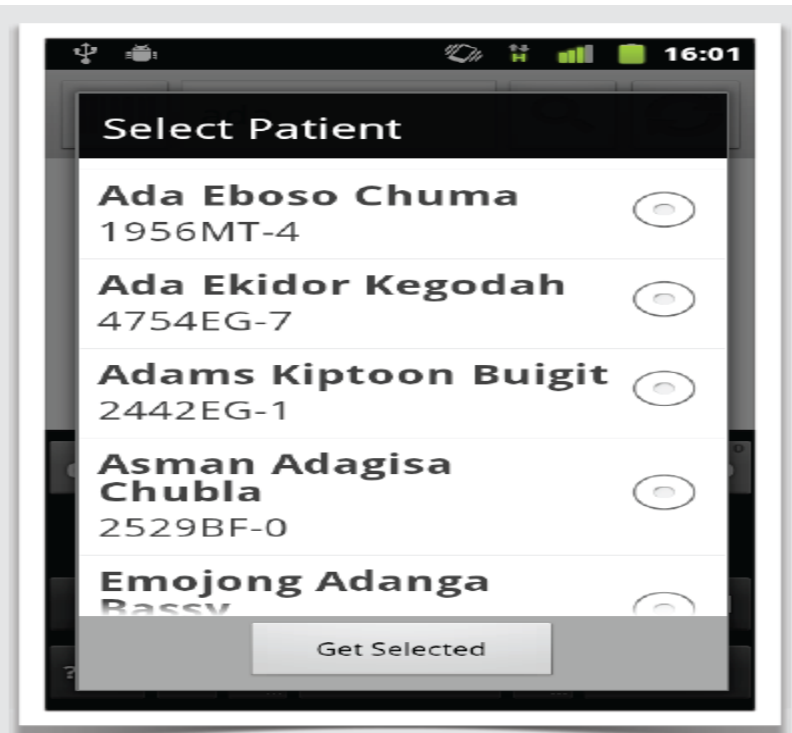 16:01
Select Patient
Ada Eboso Chuma
1956MT-4
Ada Ekidor Kegodah
4754EG-7
Adams Kiptoon Buigit
2442EG-1
Asman Adagisa
Chubla
2529BF-0
Emojong Adanga
Bassy
Get Selected